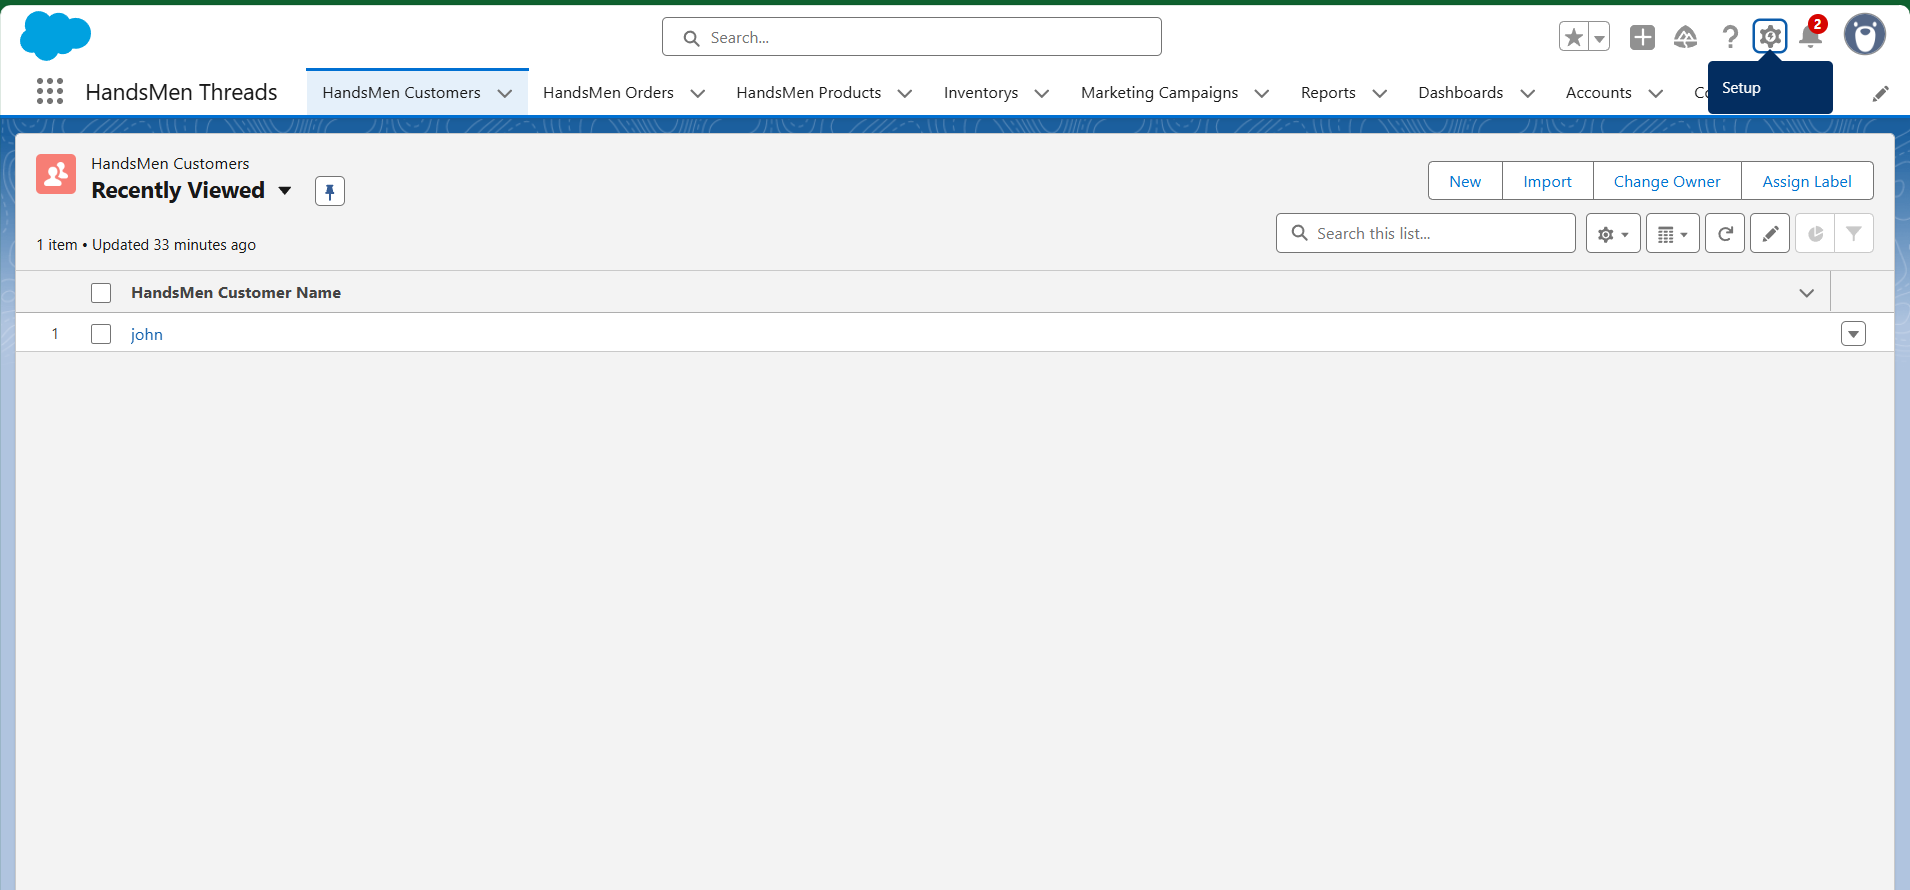 Search...
2
HandsMen Threads
HandsMen Customers
HandsMen Orders
HandsMen Products
Inventorys
Marketing Campaigns
Reports
Dashboards
Accounts
Setup
HandsMen Customers
Recently Viewed
New
Import
Change Owner
Assign Label
1 item • Updated 33 minutes ago
Search this list...
HandsMen Customer Name
1
john